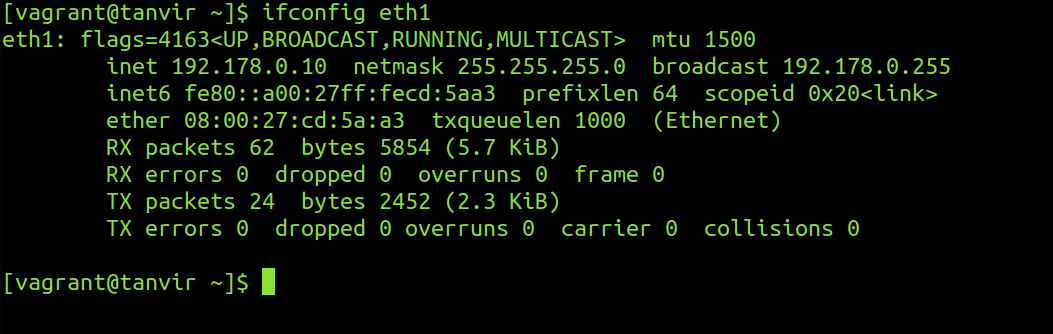 [vagrant@tanvir ~]$ ifconfig eth1
eth1: flags=4163<UP,BROADCAST,RUNNING,MULTICAST>  mtu 1500
        inet 192.178.0.10  netmask 255.255.255.0  broadcast 192.178.0.255
        inet6 fe80::a00:27ff:fecd:5aa3  prefixlen 64  scopeid 0x20<link>
        ether 08:00:27:cd:5a:a3  txqueuelen 1000  (Ethernet)
        RX packets 62  bytes 5854 (5.7 KiB)
        RX errors 0  dropped 0  overruns 0  frame 0
        TX packets 24  bytes 2452 (2.3 KiB)
        TX errors 0  dropped 0 overruns 0  carrier 0  collisions 0

[vagrant@tanvir ~]$